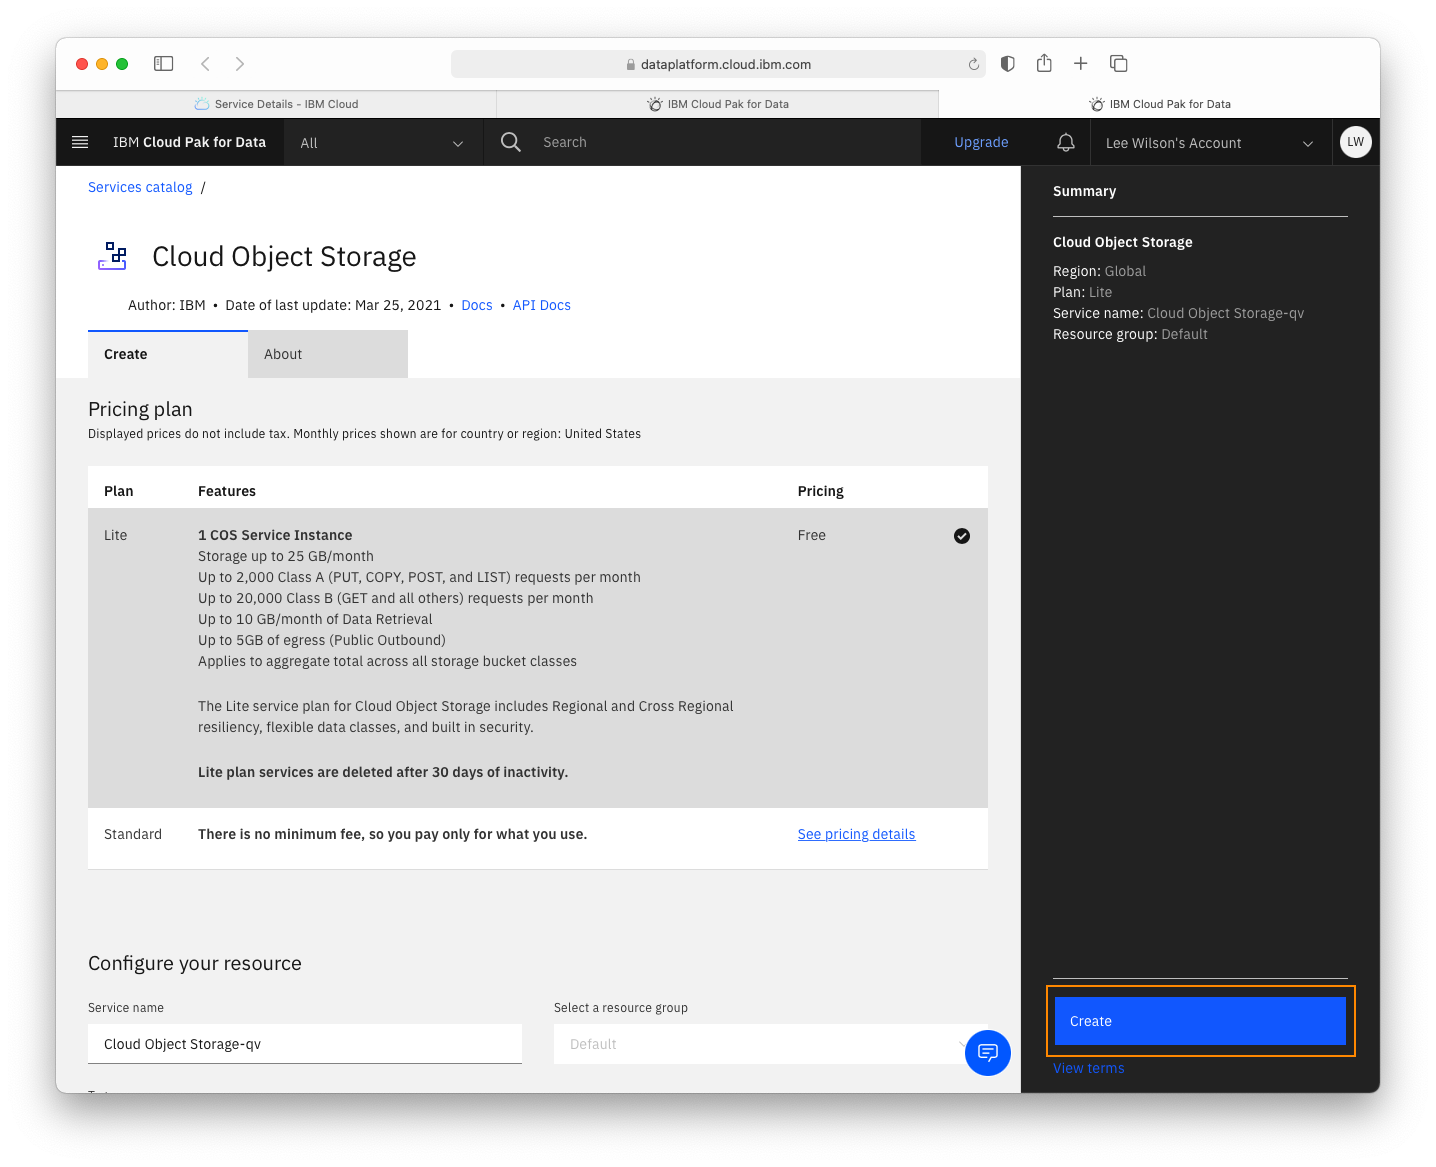 dataplatform.cloud.ibm.com
Service Details - IBM Cloud
IBM Cloud Pak for Data
IBM Cloud Pak for Data
IBM Cloud Pak for Data
All
Search
Upgrade
Lee Wilson's Account
LW
Services catalog /
Cloud Object Storage
Author: IBM • Date of last update: Mar 25, 2021 • Docs • API Docs
Create
About
Pricing plan
Displayed prices do not include tax. Monthly prices shown are for country or region: United States
Plan Features Pricing
Lite 1 COS Service Instance Free
Storage up to 25 GB/month
Up to 2,000 Class A (PUT, COPY, POST, and LIST) requests per month
Up to 20,000 Class B (GET and all others) requests per month
Up to 10 GB/month of Data Retrieval
Up to 5GB of egress (Public Outbound)
Applies to aggregate total across all storage bucket classes
The Lite service plan for Cloud Object Storage includes Regional and Cross Regional
resiliency, flexible data classes, and built in security.
Lite plan services are deleted after 30 days of inactivity.
Standard There is no minimum fee, so you pay only for what you use. See pricing details
Configure your resource
Service name
Cloud Object Storage-qv
Select a resource group
Default
Summary
Cloud Object Storage
Region: Global
Plan: Lite
Service name: Cloud Object Storage-qv
Resource group: Default
Create
View terms